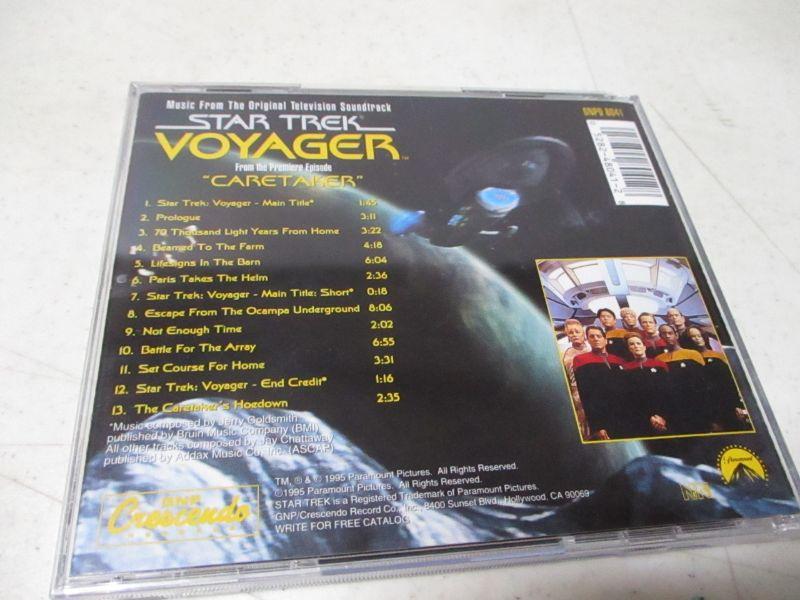 Music From The Original Television Soundtrack
GNPD 8041
STAR TREK®
VOYAGER™
From the Premiere Episode
"CARETAKER"
1. Star Trek: Voyager - Main Title* 1:45
2. Prologue 3:11
3. 70 Thousand Light Years From Home 3:22
4. Beamed To The Farm 4:18
5. Lifesigns In The Barn 6:04
6. Paris Takes The Helm 2:36
7. Star Trek: Voyager - Main Title: Short* 0:18
8. Escape From The Ocampa Underground 8:06
9. Not Enough Time 2:02
10. Battle For The Array 6:55
11. Set Course For Home 3:31
12. Star Trek: Voyager - End Credit* 1:16
13. The Caretaker's Hoedown 2:35
*Music composed by Jerry Goldsmith
published by Bruin Music Company (BMI)
All other tracks composed by Jay Chattaway
published by Addax Music Co. Inc. (ASCAP)
TM, ® & © 1995 Paramount Pictures. All Rights Reserved.
©1995 Paramount Pictures. All Rights Reserved.
STAR TREK is a Registered Trademark of Paramount Pictures.
GNP/Crescendo Record Co., Inc., 8400 Sunset Blvd., Hollywood, CA 90069
WRITE FOR FREE CATALOG
GNP
Crescendo
RECORDS
Paramount
0 5282-48041-2 8